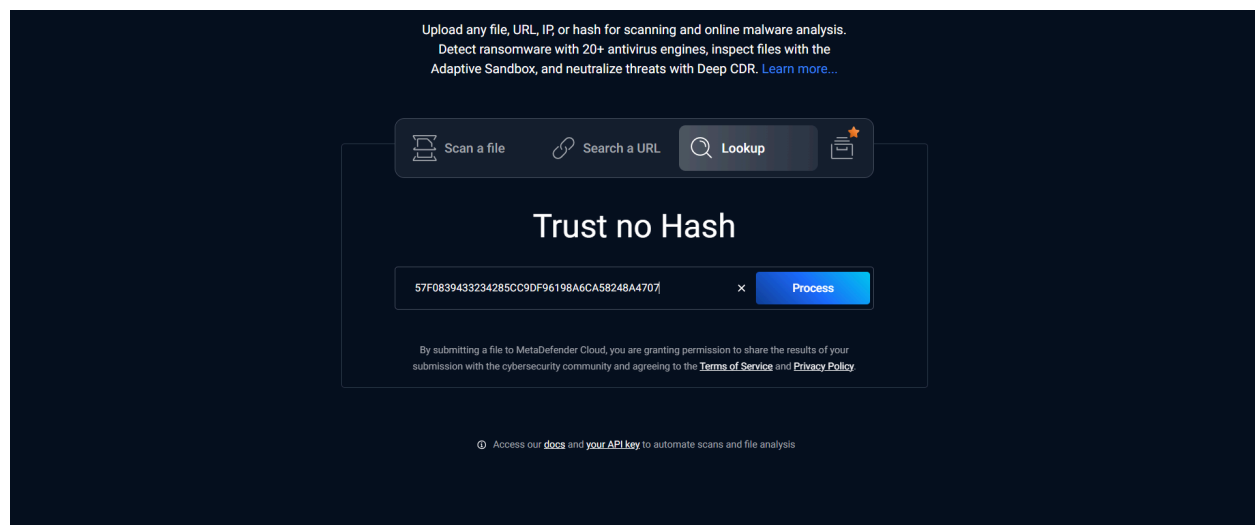 Upload any file, URL, IP, or hash for scanning and online malware analysis.
Detect ransomware with 20+ antivirus engines, inspect files with the
Adaptive Sandbox, and neutralize threats with Deep CDR. Learn more...
Scan a file
Search a URL
Lookup
Trust no Hash
57F0839433234285CC9DF96198A6CA58248A4707
Process
By submitting a file to MetaDefender Cloud, you are granting permission to share the results of your
submission with the cybersecurity community and agreeing to the Terms of Service and Privacy Policy.
Access our docs and your API key to automate scans and file analysis